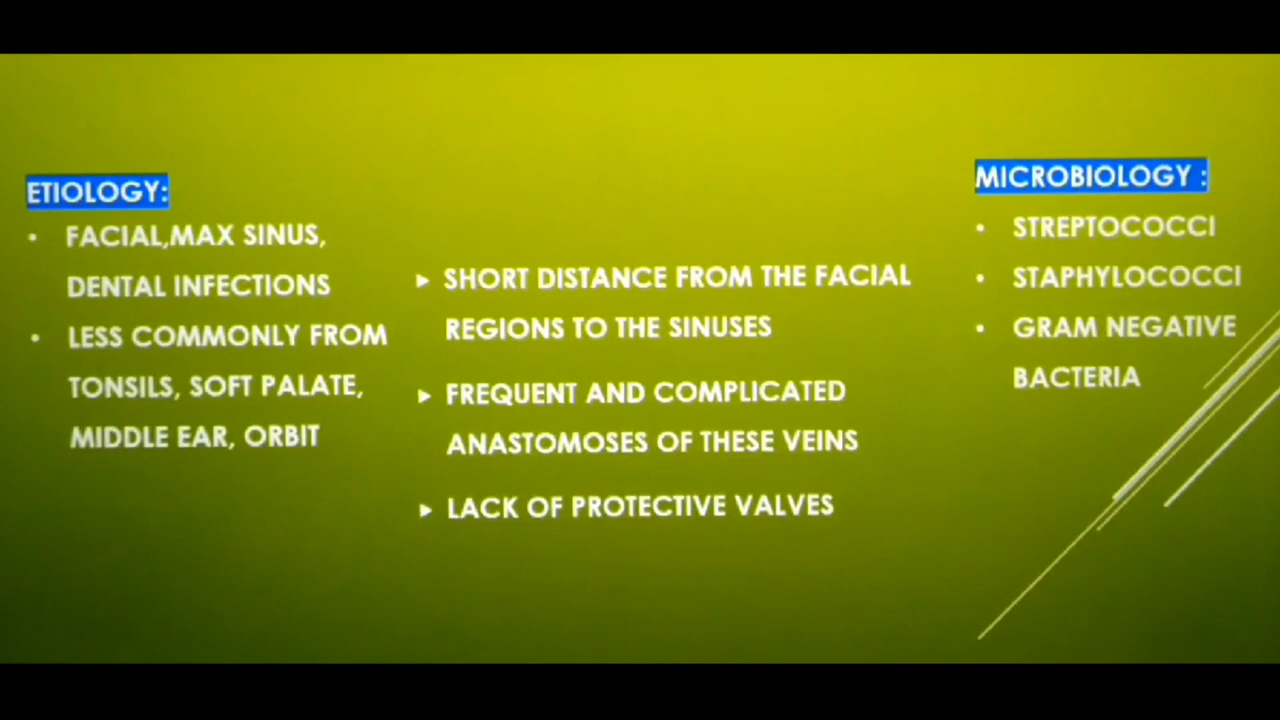 ETIOLOGY:
• FACIAL,MAX SINUS,
DENTAL INFECTIONS
• LESS COMMONLY FROM
TONSILS, SOFT PALATE,
MIDDLE EAR, ORBIT
► SHORT DISTANCE FROM THE FACIAL
REGIONS TO THE SINUSES
► FREQUENT AND COMPLICATED
ANASTOMOSES OF THESE VEINS
► LACK OF PROTECTIVE VALVES
MICROBIOLOGY :
• STREPTOCOCCI
• STAPHYLOCOCCI
• GRAM NEGATIVE
BACTERIA